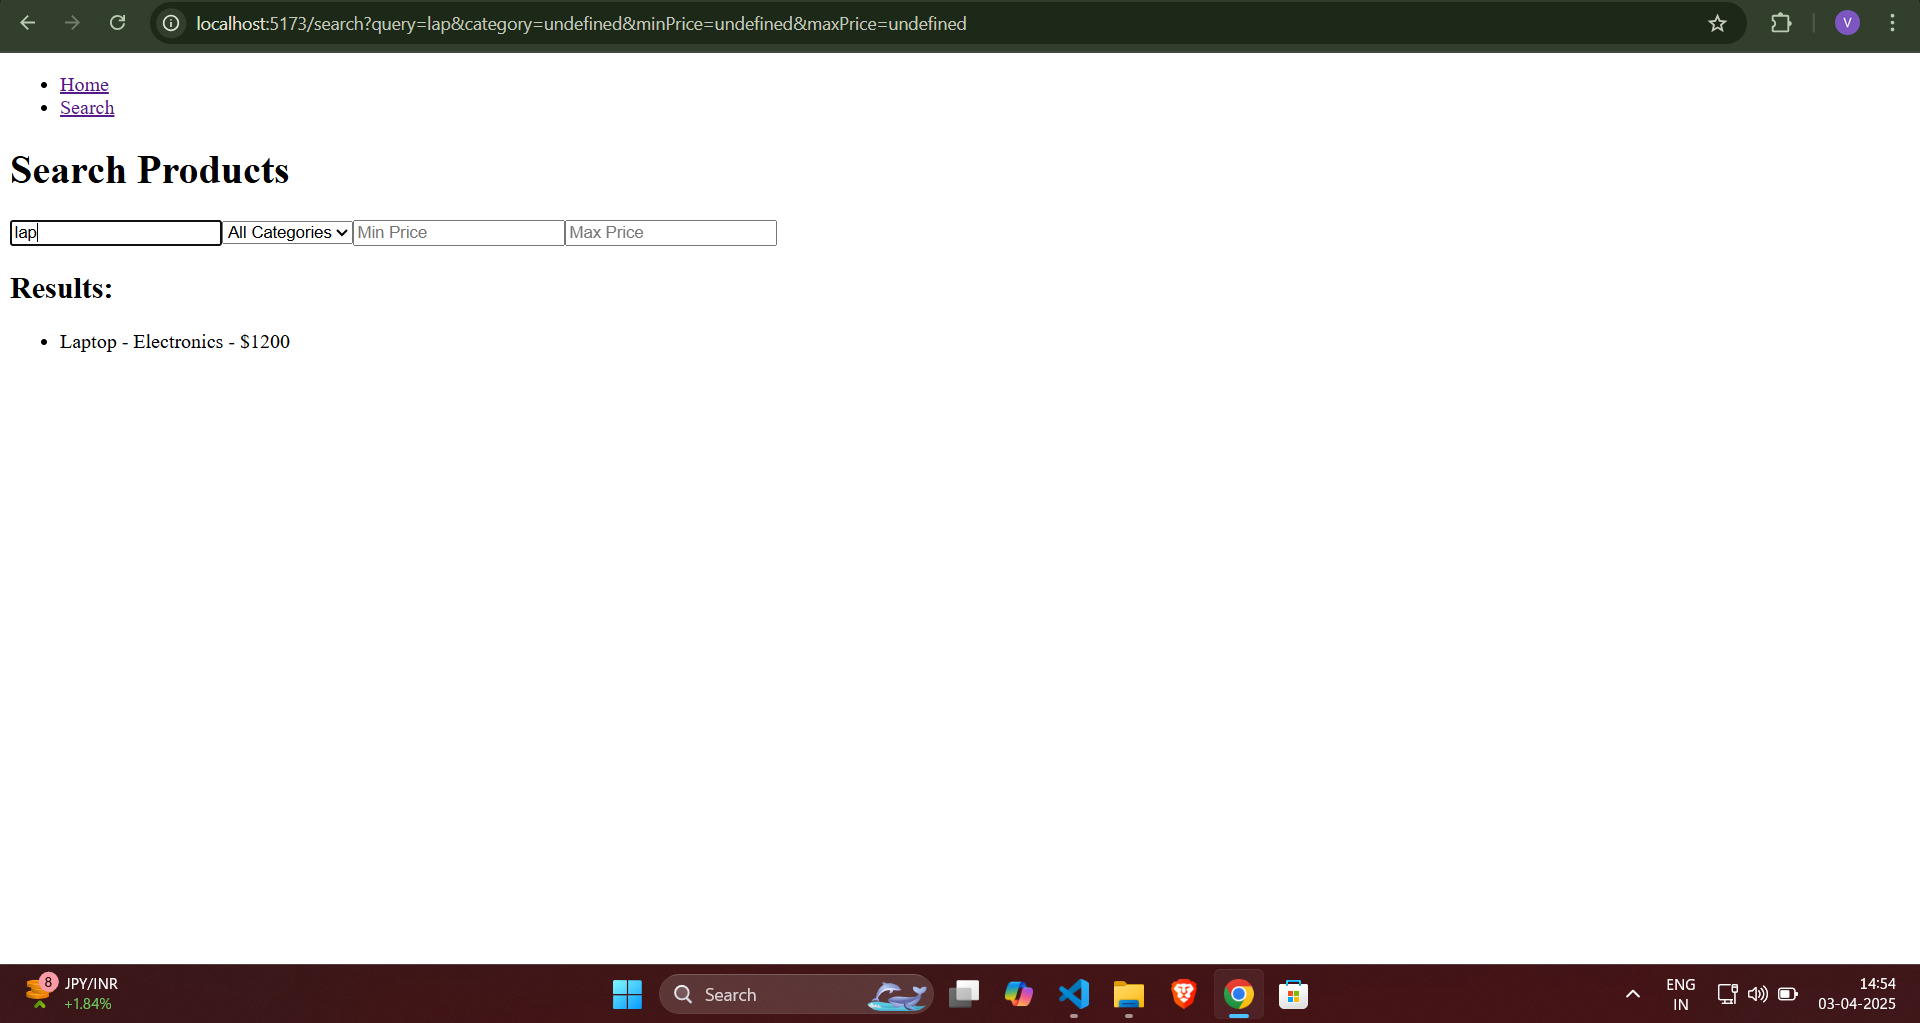 localhost:5173/search?query=lap&category=undefined&minPrice=undefined&maxPrice=undefined
V
Home
Search
Search Products
lap All Categories Min Price Max Price
Results:
Laptop - Electronics - $1200
8 JPY/INR
+1.84%
Search
ENG
IN
14:54
03-04-2025